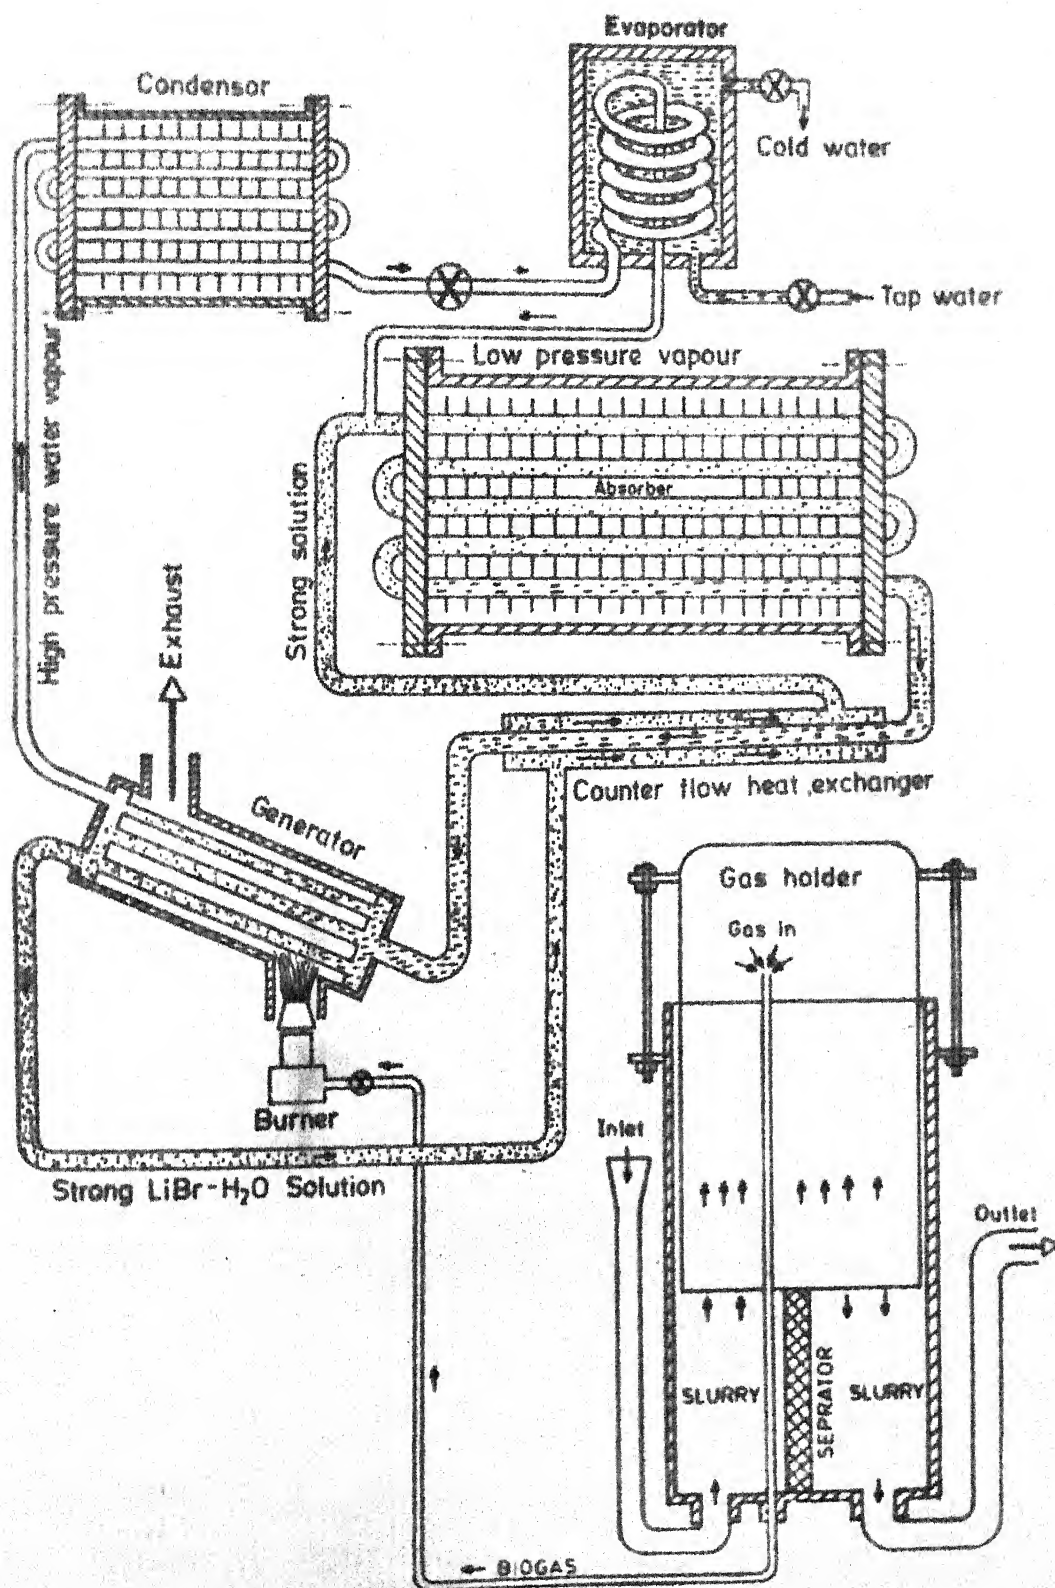 Evaporator
Condensor
Cold water
Tap water
Low pressure vapour
High pressure water vapour
Absorber
Strong solution
Exhaust
Counter flow heat exchanger
Generator
Gas holder
Gas in
Burner
Inlet
Strong LiBr-H₂O Solution
Outlet
SLURRY
SEPRATOR
SLURRY
BIOGAS